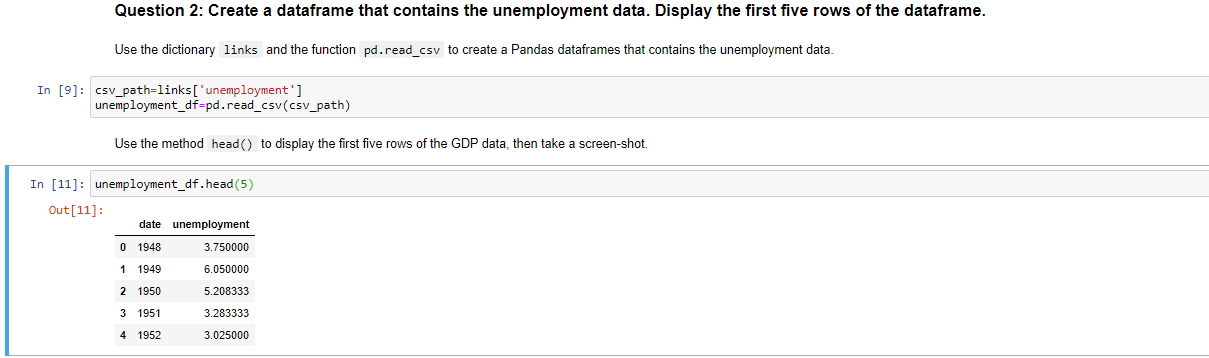 Question 2: Create a dataframe that contains the unemployment data. Display the first five rows of the dataframe.
Use the dictionary links and the function pd.read_csv to create a Pandas dataframes that contains the unemployment data.
In [9]: csv_path=links['unemployment']
unemployment_df=pd.read_csv(csv_path)
Use the method head() to display the first five rows of the GDP data, then take a screen-shot.
In [11]: unemployment_df.head(5)
Out[11]:
date unemployment
0 1948 3.750000
1 1949 6.050000
2 1950 5.208333
3 1951 3.283333
4 1952 3.025000